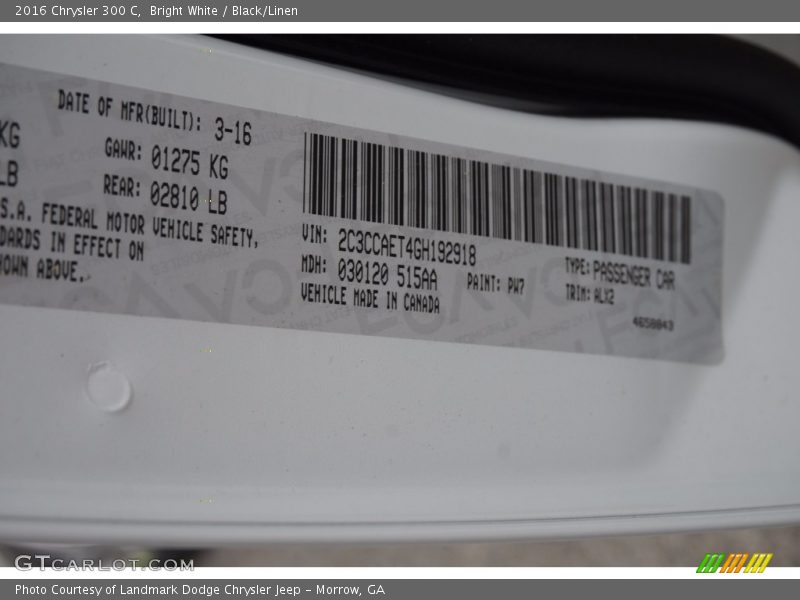 2016 Chrysler 300 C,  Bright White / Black/Linen
DATE OF MFR(BUILT): 3-16
KG GAWR: 01275 KG
LB REAR: 02810 LB
S.A. FEDERAL MOTOR VEHICLE SAFETY,
DARDS IN EFFECT ON
OWN ABOVE.
VIN: 2C3CCAET4GH192918
MDH: 030120 515AA PAINT: PW7
VEHICLE MADE IN CANADA
TYPE: PASSENGER CAR
TRIM: ALX2
4658843
GTCarLot.com
Photo Courtesy of Landmark Dodge Chrysler Jeep – Morrow, GA